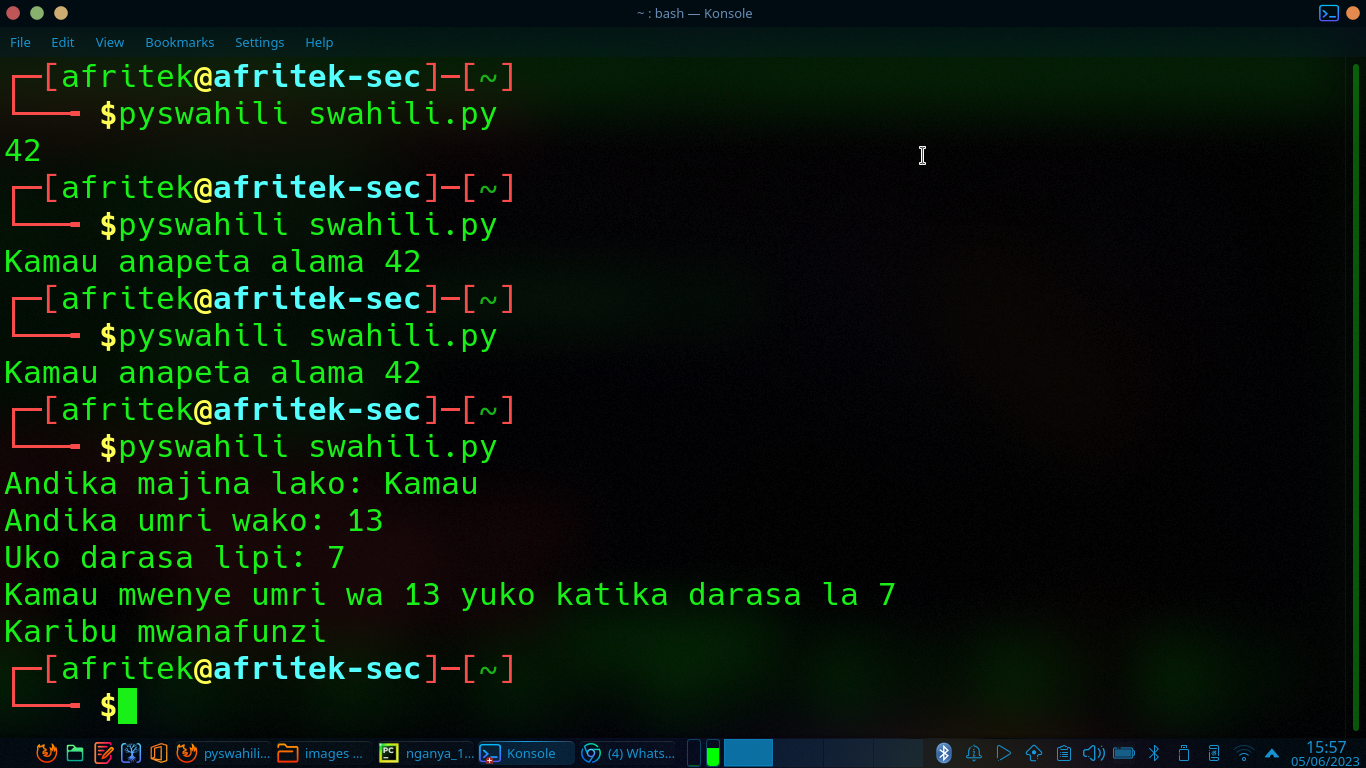 ~ : bash — Konsole
File Edit View Bookmarks Settings Help
┌─[afritek@afritek-sec]─[~]
└──╼ $pyswahili swahili.py
42
┌─[afritek@afritek-sec]─[~]
└──╼ $pyswahili swahili.py
Kamau anapeta alama 42
┌─[afritek@afritek-sec]─[~]
└──╼ $pyswahili swahili.py
Kamau anapeta alama 42
┌─[afritek@afritek-sec]─[~]
└──╼ $pyswahili swahili.py
Andika majina lako: Kamau
Andika umri wako: 13
Uko darasa lipi: 7
Kamau mwenye umri wa 13 yuko katika darasa la 7
Karibu mwanafunzi
┌─[afritek@afritek-sec]─[~]
└──╼ $
pyswahili... images ... PC nganya_1... Konsole (4) Whats... 15:57
05/06/2023